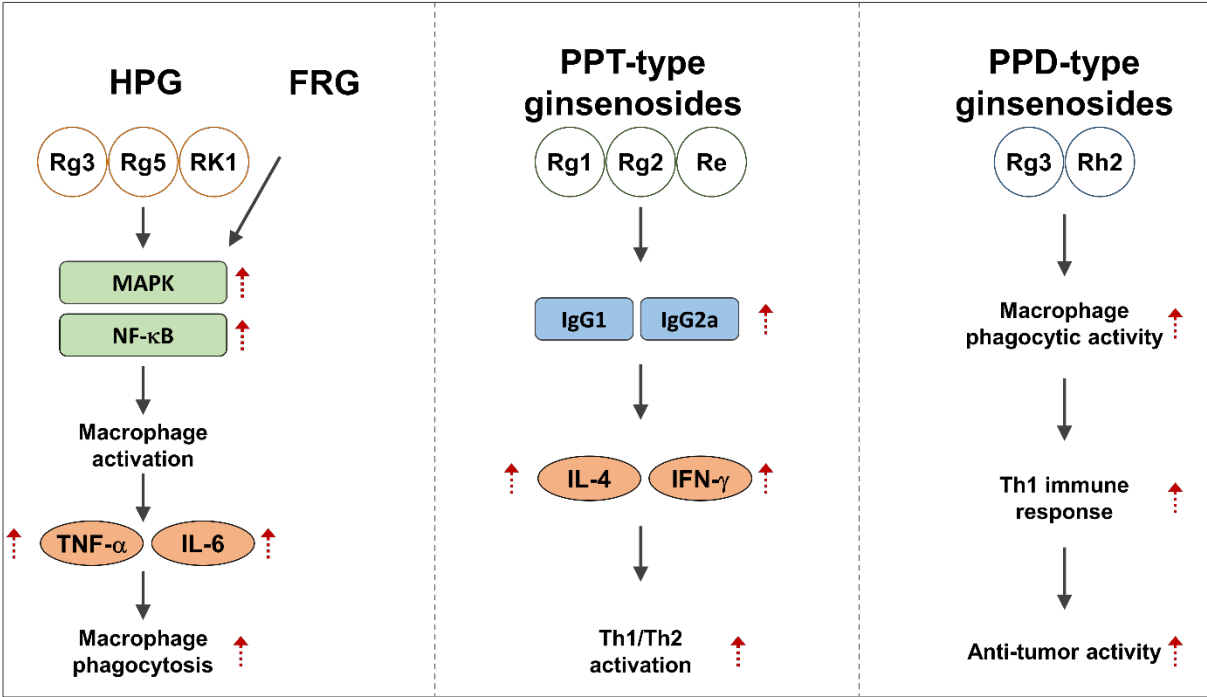 HPG
FRG
Rg3 Rg5 RK1
MAPK
NF-κB
Macrophage
activation
TNF-α IL-6
Macrophage
phagocytosis
PPT-type
ginsenosides
Rg1 Rg2 Re
IgG1 IgG2a
IL-4 IFN-γ
Th1/Th2
activation
PPD-type
ginsenosides
Rg3 Rh2
Macrophage
phagocytic activity
Th1 immune
response
Anti-tumor activity